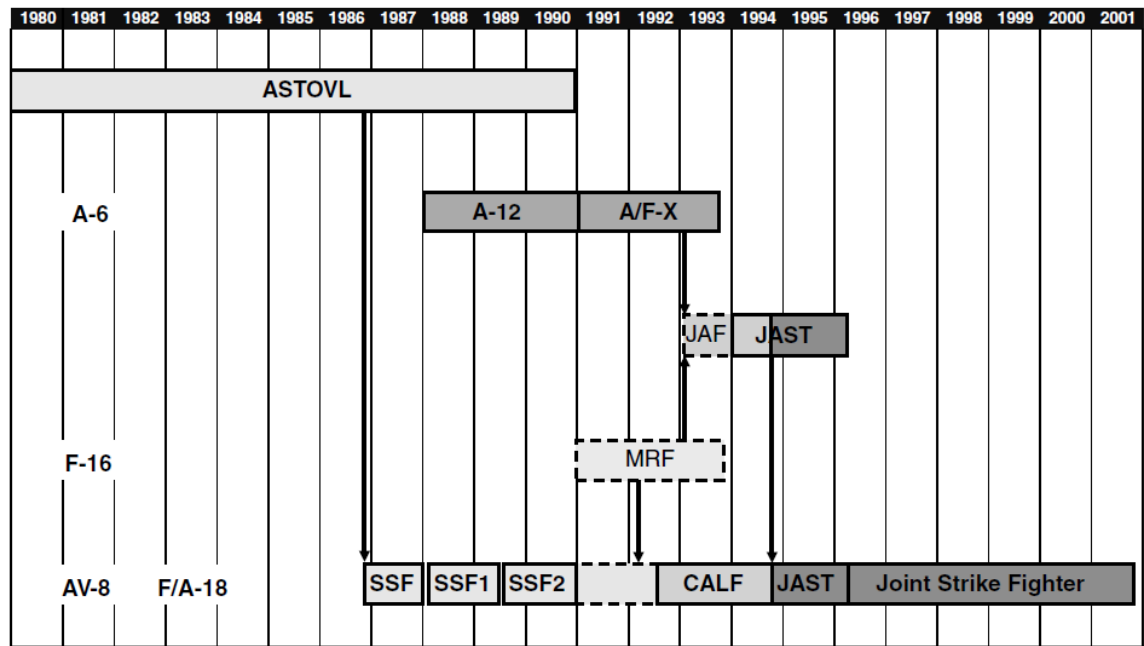 1980 1981 1982 1983 1984 1985 1986 1987 1988 1989 1990 1991 1992 1993 1994 1995 1996 1997 1998 1999 2000 2001
ASTOVL
A-6 A-12 A/F-X
JAF JAST
F-16 MRF
AV-8 F/A-18 SSF SSF1 SSF2 CALF JAST Joint Strike Fighter